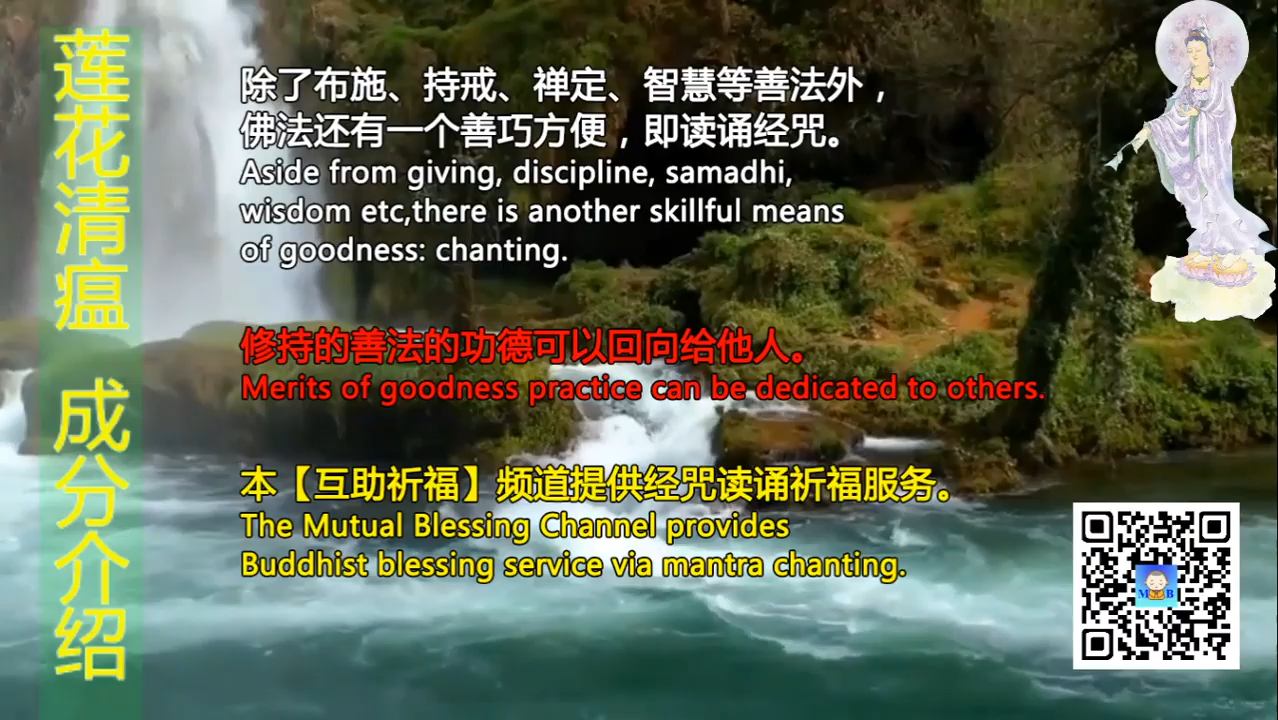 莲花清瘟 成分介绍
除了布施、持戒、禅定、智慧等善法外，
佛法还有一个善巧方便，即读诵经咒。
Aside from giving, discipline, samadhi,
wisdom etc,there is another skillful means
of goodness: chanting.
修持的善法的功德可以回向给他人。
Merits of goodness practice can be dedicated to others.
本【互助祈福】频道提供经咒读诵祈福服务。
The Mutual Blessing Channel provides
Buddhist blessing service via mantra chanting.
M B